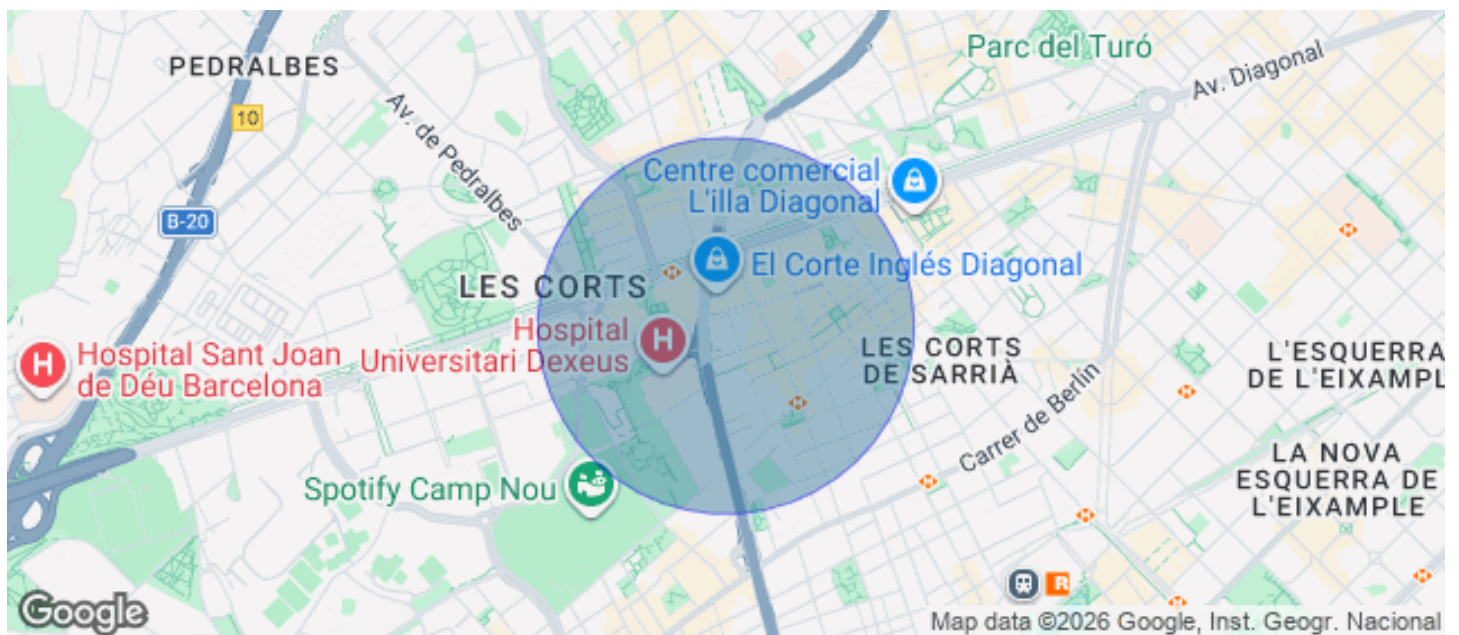 PEDRALBES
Parc del Turó
Av. Diagonal
10
Av. de Pedralbes
Centre comercial
L'illa Diagonal
B-20
El Corte Inglés Diagonal
LES CORTS
Hospital
Universitari Dexeus
H
H
Hospital Sant Joan
de Déu Barcelona
LES CORTS
DE SARRIÀ
L'ESQUERRA
DE L'EIXAMPL
Carrer de Berlín
Spotify Camp Nou
LA NOVA
ESQUERRA DE
L'EIXAMPLE
R
Google
Map data ©2026 Google, Inst. Geogr. Nacional